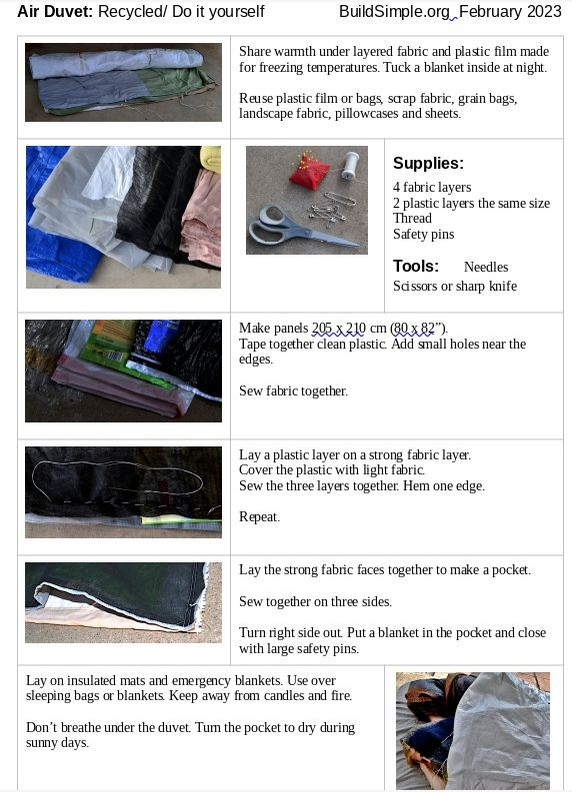 Air Duvet: Recycled/ Do it yourself BuildSimple.org February 2023
Share warmth under layered fabric and plastic film made
for freezing temperatures. Tuck a blanket inside at night.
Reuse plastic film or bags, scrap fabric, grain bags,
landscape fabric, pillowcases and sheets.
Supplies:
4 fabric layers
2 plastic layers the same size
Thread
Safety pins
Tools: Needles
Scissors or sharp knife
Make panels 205 x 210 cm (80 x 82”).
Tape together clean plastic. Add small holes near the
edges.
Sew fabric together.
Lay a plastic layer on a strong fabric layer.
Cover the plastic with light fabric.
Sew the three layers together. Hem one edge.
Repeat.
Lay the strong fabric faces together to make a pocket.
Sew together on three sides.
Turn right side out. Put a blanket in the pocket and close
with large safety pins.
Lay on insulated mats and emergency blankets. Use over
sleeping bags or blankets. Keep away from candles and fire.
Don’t breathe under the duvet. Turn the pocket to dry during
sunny days.